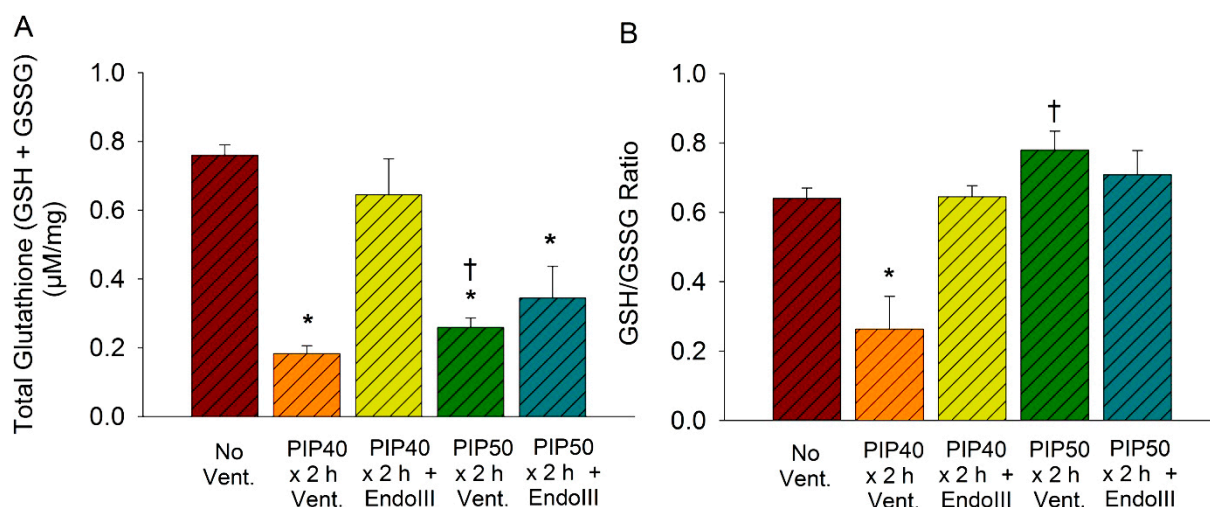 A
Total Glutathione (GSH + GSSG)
(µM/mg)
1.0
0.8
0.6
0.4
0.2
0.0
*
†
*
*
No
Vent.
PIP40
x 2 h
Vent.
PIP40
x 2 h +
EndoIII
PIP50
x 2 h
Vent.
PIP50
x 2 h +
EndoIII
B
GSH/GSSG Ratio
1.0
0.8
0.6
0.4
0.2
0.0
*
†
No
Vent.
PIP40
x 2 h
Vent.
PIP40
x 2 h +
EndoIII
PIP50
x 2 h
Vent.
PIP50
x 2 h +
EndoIII